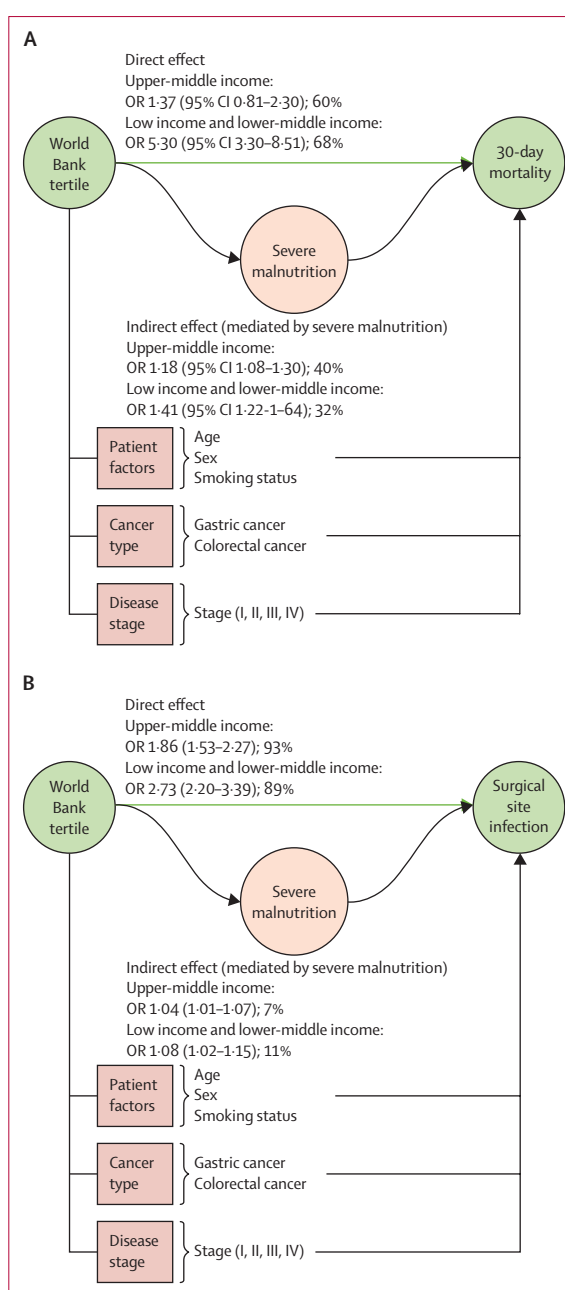 A
Direct effect
Upper-middle income:
OR 1·37 (95% CI 0·81–2·30); 60%
Low income and lower-middle income:
OR 5·30 (95% CI 3·30–8·51); 68%
World
Bank
tertile
30-day
mortality
Severe
malnutrition
Indirect effect (mediated by severe malnutrition)
Upper-middle income:
OR 1·18 (95% CI 1·08–1·30); 40%
Low income and lower-middle income:
OR 1·41 (95% CI 1·22-1–64); 32%
Patient
factors
Age
Sex
Smoking status
Cancer
type
Gastric cancer
Colorectal cancer
Disease
stage
Stage (I, II, III, IV)
B
Direct effect
Upper-middle income:
OR 1·86 (1·53–2·27); 93%
Low income and lower-middle income:
OR 2·73 (2·20–3·39); 89%
World
Bank
tertile
Surgical
site
infection
Severe
malnutrition
Indirect effect (mediated by severe malnutrition)
Upper-middle income:
OR 1·04 (1·01–1·07); 7%
Low income and lower-middle income:
OR 1·08 (1·02–1·15); 11%
Patient
factors
Age
Sex
Smoking status
Cancer
type
Gastric cancer
Colorectal cancer
Disease
stage
Stage (I, II, III, IV)